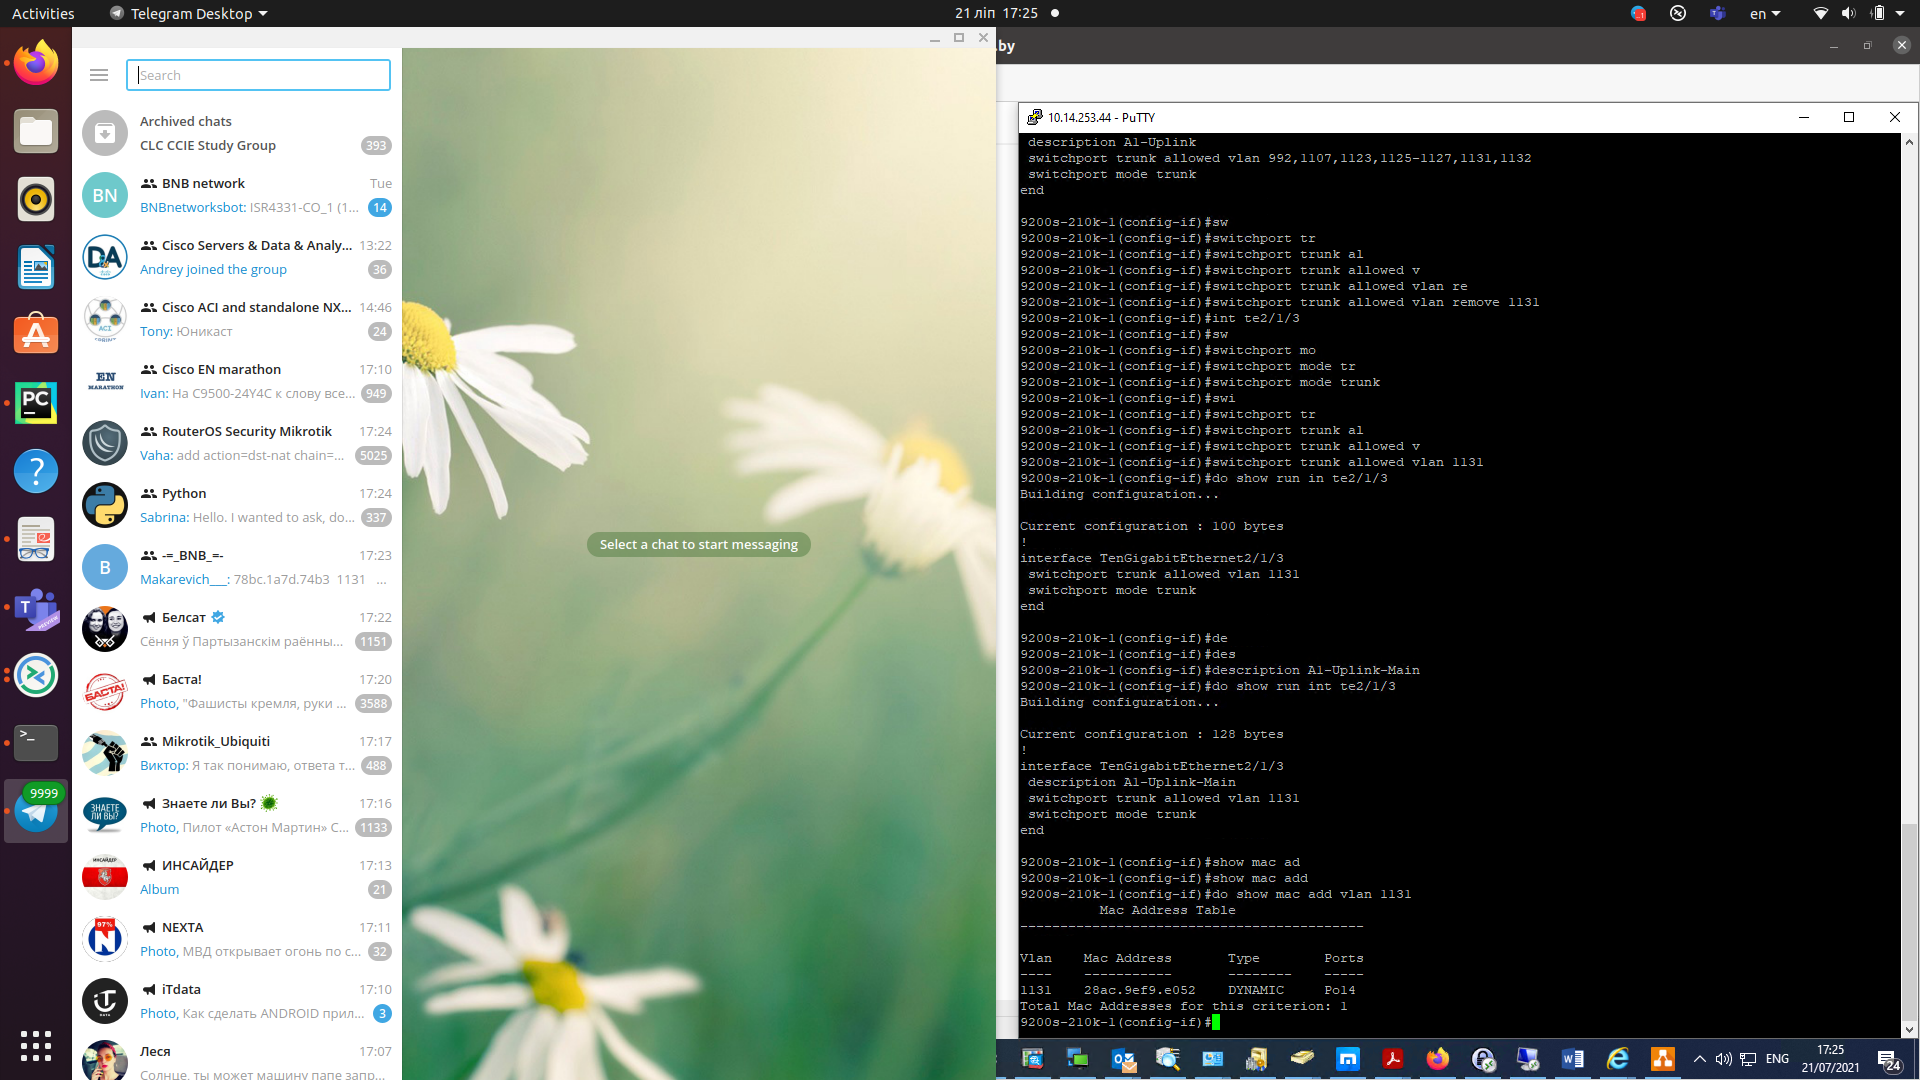 Activities
Telegram Desktop
21 ліп 17:25
en
.by
Search
Archived chats
CLC CCIE Study Group
393
BN
BNB network
Tue
BNBnetworksbot: ISR4331-CO_1 (1...
14
DA
Cisco Servers & Data & Analy...
13:22
Andrey joined the group
36
ACI
Cisco ACI and standalone NX...
14:46
Tony: Юникаст
24
EN
MARATHON
Cisco EN marathon
17:10
Ivan: На C9500-24Y4C к слову все...
949
RouterOS Security Mikrotik
17:24
Vaha: add action=dst-nat chain=...
5025
Python
17:24
Sabrina: Hello. I wanted to ask, do...
337
B
-=_BNB_=-
17:23
Makarevich___: 78bc.1a7d.74b3 1131 ...
Белсат
17:22
Сёння ў Партызанскім раённы...
1151
БАСТА!
Баста!
17:20
Photo, "Фашисты кремля, руки ...
3588
Mikrotik_Ubiquiti
17:17
Виктор: Я так понимаю, ответа т...
488
ЗНАЕТЕ
ЛИ ВЫ?
Знаете ли Вы?
17:16
Photo, Пилот «Астон Мартин» С...
1133
ИНСАЙДЕР
ИНСАЙДЕР
17:13
Album
21
97%
N
NEXTA
17:11
Photo, МВД открывает огонь по с...
32
iTdata
17:10
Photo, Как сделать ANDROID прил...
3
Леся
17:07
Солнце, ты может машину папе запр...
PC
T
PREVIEW
9999
Select a chat to start messaging
10.14.253.44 - PuTTY
description A1-Uplink
switchport trunk allowed vlan 992,1107,1123,1125-1127,1131,1132
switchport mode trunk
end
9200s-210k-1(config-if)#sw
9200s-210k-1(config-if)#switchport tr
9200s-210k-1(config-if)#switchport trunk al
9200s-210k-1(config-if)#switchport trunk allowed v
9200s-210k-1(config-if)#switchport trunk allowed vlan re
9200s-210k-1(config-if)#switchport trunk allowed vlan remove 1131
9200s-210k-1(config-if)#int te2/1/3
9200s-210k-1(config-if)#sw
9200s-210k-1(config-if)#switchport mo
9200s-210k-1(config-if)#switchport mode tr
9200s-210k-1(config-if)#switchport mode trunk
9200s-210k-1(config-if)#swi
9200s-210k-1(config-if)#switchport tr
9200s-210k-1(config-if)#switchport trunk al
9200s-210k-1(config-if)#switchport trunk allowed v
9200s-210k-1(config-if)#switchport trunk allowed vlan 1131
9200s-210k-1(config-if)#do show run in te2/1/3
Building configuration...
Current configuration : 100 bytes
!
interface TenGigabitEthernet2/1/3
switchport trunk allowed vlan 1131
switchport mode trunk
end
9200s-210k-1(config-if)#de
9200s-210k-1(config-if)#des
9200s-210k-1(config-if)#description A1-Uplink-Main
9200s-210k-1(config-if)#do show run int te2/1/3
Building configuration...
Current configuration : 128 bytes
!
interface TenGigabitEthernet2/1/3
description A1-Uplink-Main
switchport trunk allowed vlan 1131
switchport mode trunk
end
9200s-210k-1(config-if)#show mac ad
9200s-210k-1(config-if)#show mac add
9200s-210k-1(config-if)#do show mac add vlan 1131
Mac Address Table
-------------------------------------------
Vlan Mac Address Type Ports
---- ----------- -------- -----
1131 28ac.9ef9.e052 DYNAMIC Po14
Total Mac Addresses for this criterion: 1
9200s-210k-1(config-if)#
ENG
17:25
21/07/2021
24